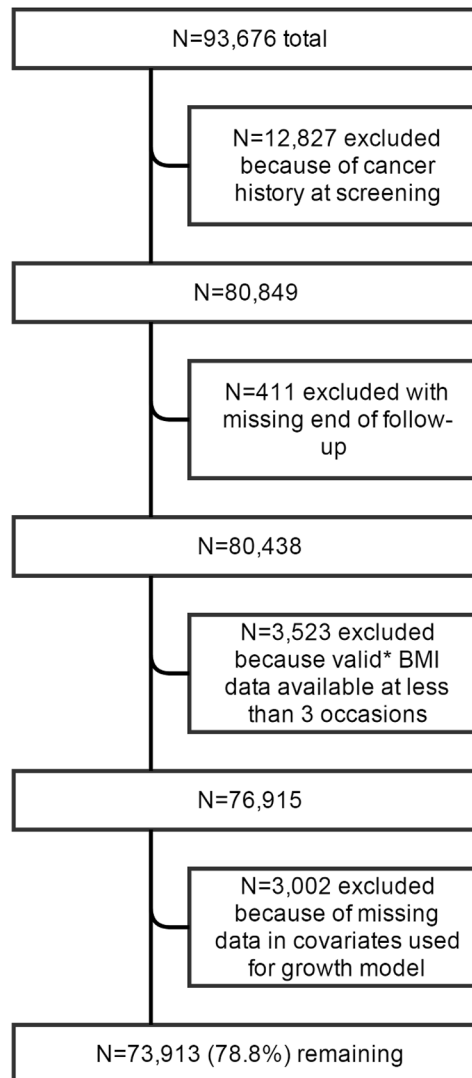 N=93,676 total
N=12,827 excluded
because of cancer
history at screening
N=80,849
N=411 excluded with
missing end of follow-
up
N=80,438
N=3,523 excluded
because valid* BMI
data available at less
than 3 occasions
N=76,915
N=3,002 excluded
because of missing
data in covariates used
for growth model
N=73,913 (78.8%) remaining